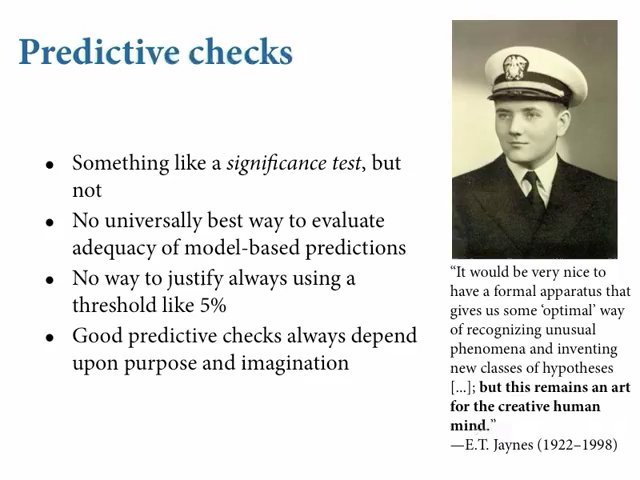 Predictive checks
• Something like a significance test, but
not
• No universally best way to evaluate
adequacy of model-based predictions
• No way to justify always using a
threshold like 5%
• Good predictive checks always depend
upon purpose and imagination
“It would be very nice to
have a formal apparatus that
gives us some ‘optimal’ way
of recognizing unusual
phenomena and inventing
new classes of hypotheses
[...]; but this remains an art
for the creative human
mind.”
—E.T. Jaynes (1922–1998)